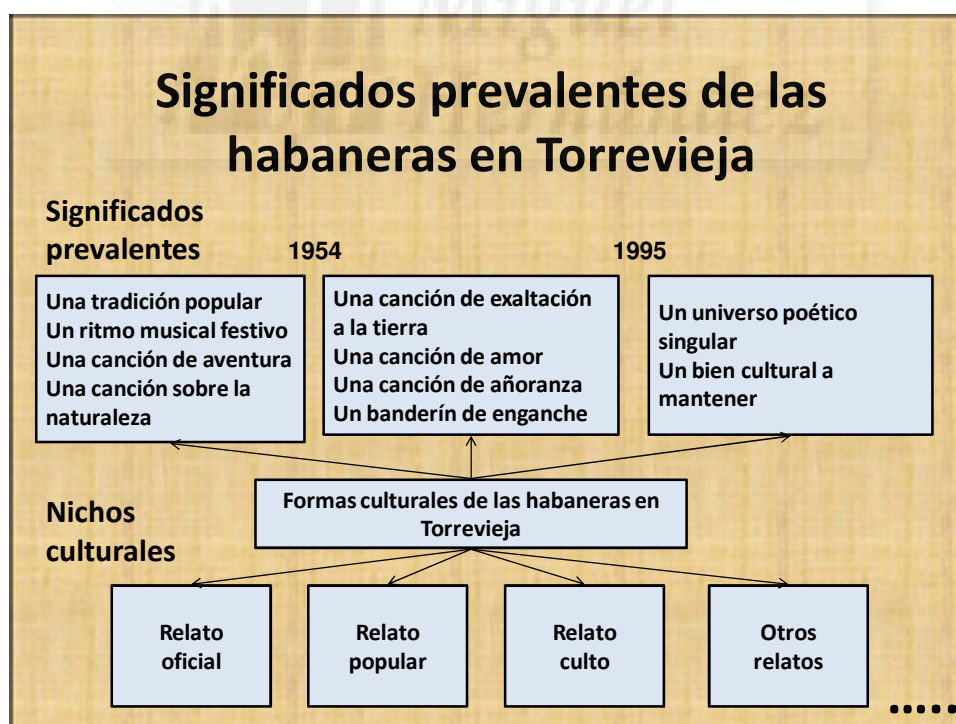 Miguel
Hernández
Significados prevalentes de las
habaneras en Torrevieja
Significados
prevalentes
1954
1995
Una tradición popular
Un ritmo musical festivo
Una canción de aventura
Una canción sobre la
naturaleza
Una canción de exaltación
a la tierra
Una canción de amor
Una canción de añoranza
Un banderín de enganche
Un universo poético
singular
Un bien cultural a
mantener
Formas culturales de las habaneras en
Torrevieja
Nichos
culturales
Relato
oficial
Relato
popular
Relato
culto
Otros
relatos
.....